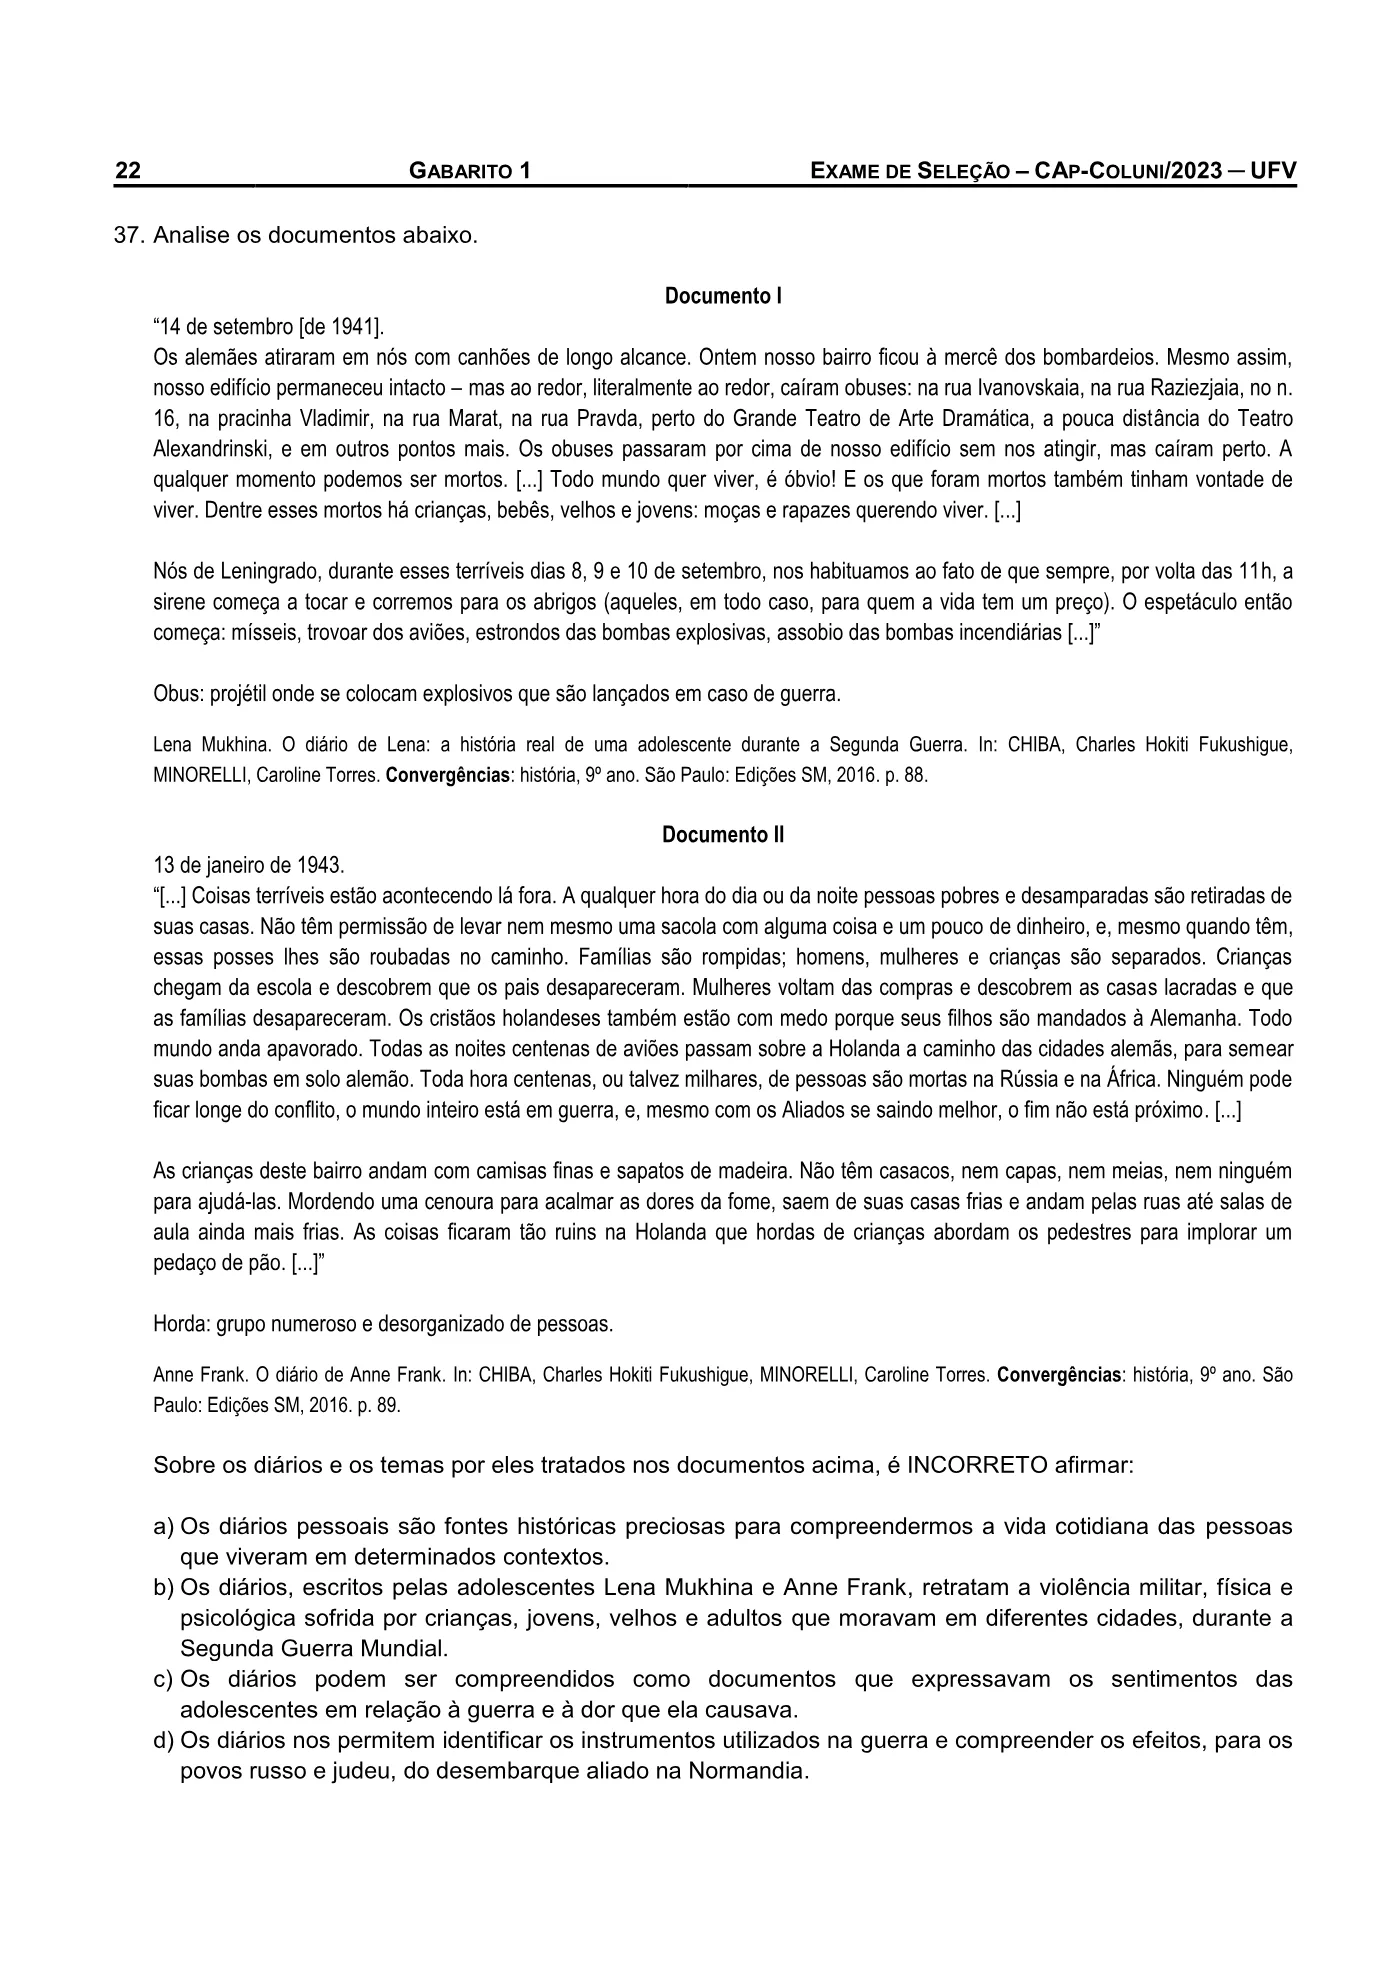 22 GABARITO 1 EXAME DE SELEÇÃO – CAP-COLUNI/2023 — UFV
37. Analise os documentos abaixo.
Documento I
“14 de setembro [de 1941].
Os alemães atiraram em nós com canhões de longo alcance. Ontem nosso bairro ficou à mercê dos bombardeios. Mesmo assim,
nosso edifício permaneceu intacto – mas ao redor, literalmente ao redor, caíram obuses: na rua Ivanovskaia, na rua Raziezjaia, no n.
16, na pracinha Vladimir, na rua Marat, na rua Pravda, perto do Grande Teatro de Arte Dramática, a pouca distância do Teatro
Alexandrinski, e em outros pontos mais. Os obuses passaram por cima de nosso edifício sem nos atingir, mas caíram perto. A
qualquer momento podemos ser mortos. [...] Todo mundo quer viver, é óbvio! E os que foram mortos também tinham vontade de
viver. Dentre esses mortos há crianças, bebês, velhos e jovens: moças e rapazes querendo viver. [...]
Nós de Leningrado, durante esses terríveis dias 8, 9 e 10 de setembro, nos habituamos ao fato de que sempre, por volta das 11h, a
sirene começa a tocar e corremos para os abrigos (aqueles, em todo caso, para quem a vida tem um preço). O espetáculo então
começa: mísseis, trovoar dos aviões, estrondos das bombas explosivas, assobio das bombas incendiárias [...]”
Obus: projétil onde se colocam explosivos que são lançados em caso de guerra.
Lena Mukhina. O diário de Lena: a história real de uma adolescente durante a Segunda Guerra. In: CHIBA, Charles Hokiti Fukushigue,
MINORELLI, Caroline Torres. Convergências: história, 9º ano. São Paulo: Edições SM, 2016. p. 88.
Documento II
13 de janeiro de 1943.
“[...] Coisas terríveis estão acontecendo lá fora. A qualquer hora do dia ou da noite pessoas pobres e desamparadas são retiradas de
suas casas. Não têm permissão de levar nem mesmo uma sacola com alguma coisa e um pouco de dinheiro, e, mesmo quando têm,
essas posses lhes são roubadas no caminho. Famílias são rompidas; homens, mulheres e crianças são separados. Crianças
chegam da escola e descobrem que os pais desapareceram. Mulheres voltam das compras e descobrem as casas lacradas e que
as famílias desapareceram. Os cristãos holandeses também estão com medo porque seus filhos são mandados à Alemanha. Todo
mundo anda apavorado. Todas as noites centenas de aviões passam sobre a Holanda a caminho das cidades alemãs, para semear
suas bombas em solo alemão. Toda hora centenas, ou talvez milhares, de pessoas são mortas na Rússia e na África. Ninguém pode
ficar longe do conflito, o mundo inteiro está em guerra, e, mesmo com os Aliados se saindo melhor, o fim não está próximo. [...]
As crianças deste bairro andam com camisas finas e sapatos de madeira. Não têm casacos, nem capas, nem meias, nem ninguém
para ajudá-las. Mordendo uma cenoura para acalmar as dores da fome, saem de suas casas frias e andam pelas ruas até salas de
aula ainda mais frias. As coisas ficaram tão ruins na Holanda que hordas de crianças abordam os pedestres para implorar um
pedaço de pão. [...]”
Horda: grupo numeroso e desorganizado de pessoas.
Anne Frank. O diário de Anne Frank. In: CHIBA, Charles Hokiti Fukushigue, MINORELLI, Caroline Torres. Convergências: história, 9º ano. São
Paulo: Edições SM, 2016. p. 89.
Sobre os diários e os temas por eles tratados nos documentos acima, é INCORRETO afirmar:
a) Os diários pessoais são fontes históricas preciosas para compreendermos a vida cotidiana das pessoas
que viveram em determinados contextos.
b) Os diários, escritos pelas adolescentes Lena Mukhina e Anne Frank, retratam a violência militar, física e
psicológica sofrida por crianças, jovens, velhos e adultos que moravam em diferentes cidades, durante a
Segunda Guerra Mundial.
c) Os diários podem ser compreendidos como documentos que expressavam os sentimentos das
adolescentes em relação à guerra e à dor que ela causava.
d) Os diários nos permitem identificar os instrumentos utilizados na guerra e compreender os efeitos, para os
povos russo e judeu, do desembarque aliado na Normandia.